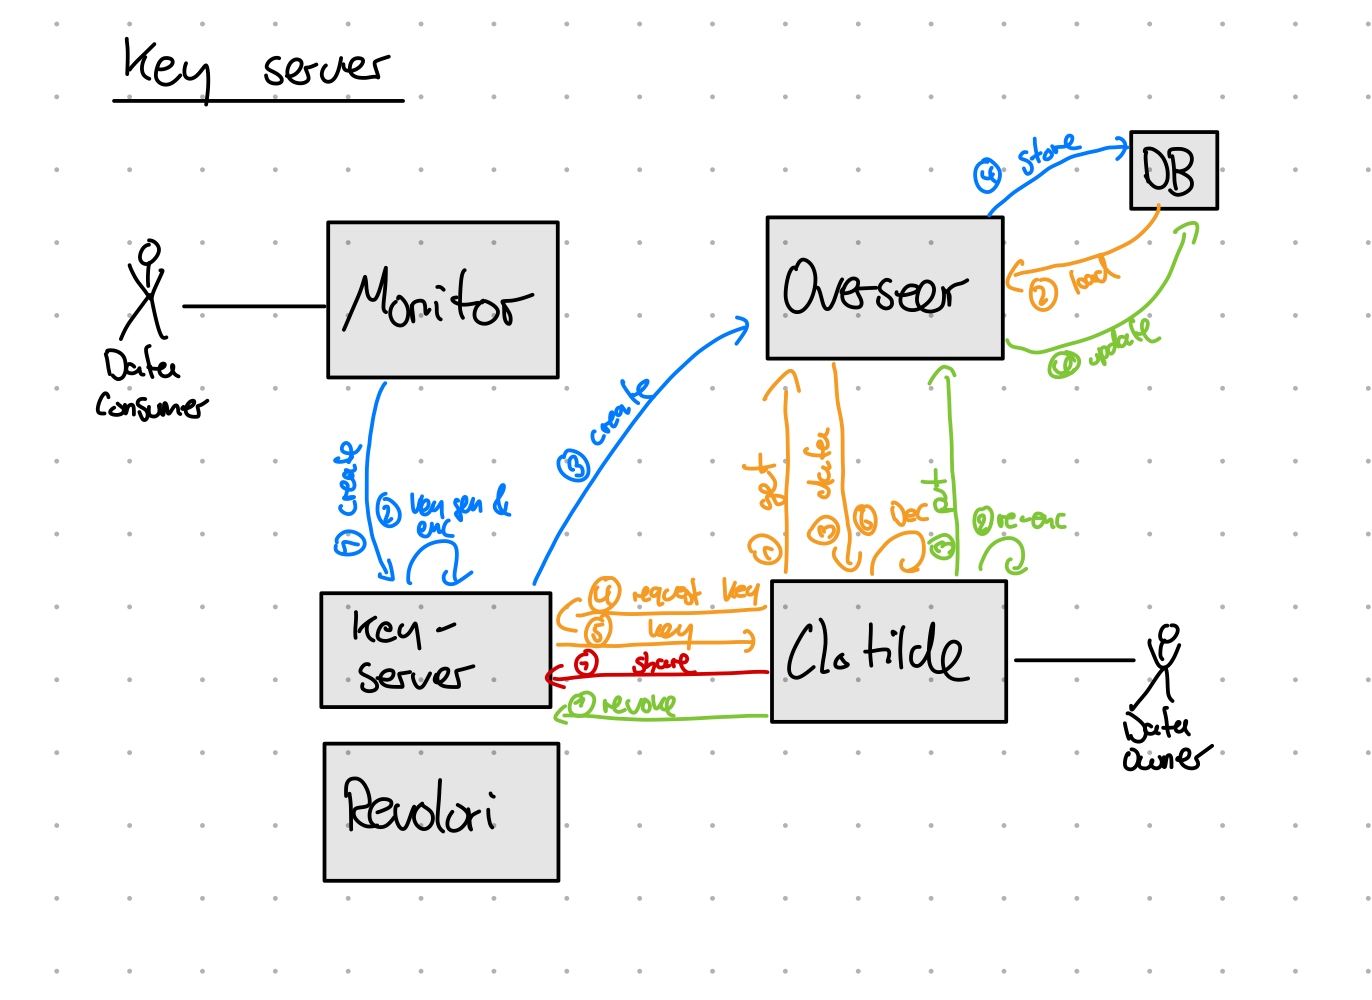 Key server
④ store
DB
Monitor
Overseer
② load
④ update
Data
Consumer
① create
② key gen &
enc
③ create
① get
③ data
⑥ Dec
③ put
② re-enc
Key-
server
④ request key
⑤ key
① share
① revoke
Clotilde
Data
Owner
Revolori